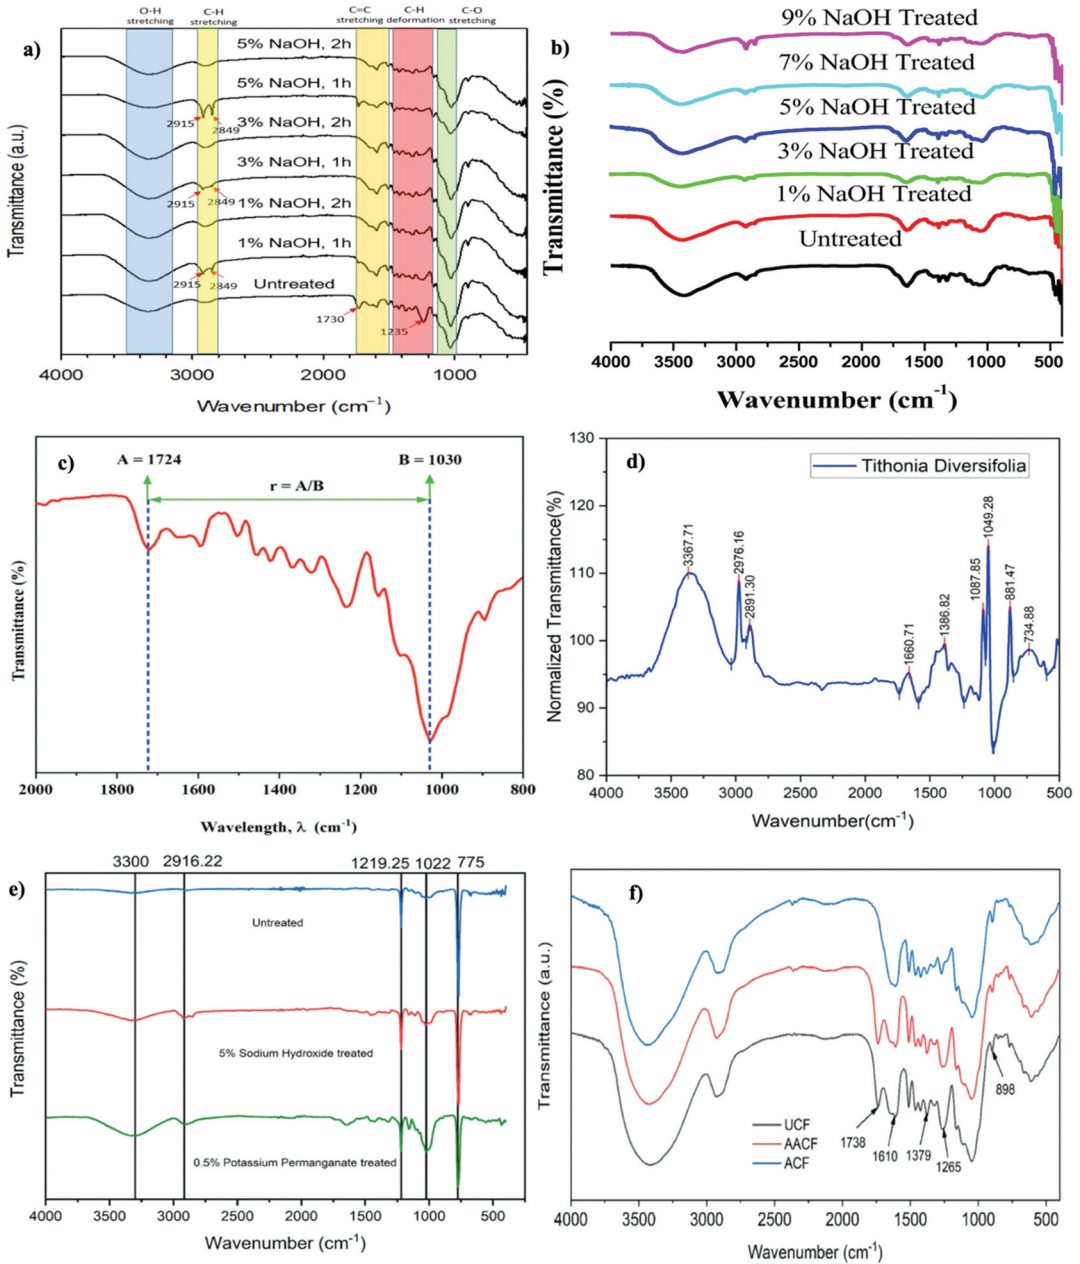 O-H
stretching
C-H
stretching
C=C
stretching
C-H
deformation
C-O
stretching
a)
5% NaOH, 2h
5% NaOH, 1h
2915
2849
3% NaOH, 2h
3% NaOH, 1h
2915
2849
1% NaOH, 2h
1% NaOH, 1h
2915
2849
Untreated
1730
1235
Transmittance (a.u.)
4000
3000
2000
1000
Wavenumber (cm⁻¹)
b)
9% NaOH Treated
7% NaOH Treated
5% NaOH Treated
3% NaOH Treated
1% NaOH Treated
Untreated
Transmittance (%)
4000
3500
3000
2500
2000
1500
1000
500
Wavenumber (cm⁻¹)
c)
A = 1724
B = 1030
r = A/B
Transmittance (%)
2000
1800
1600
1400
1200
1000
800
Wavelength, λ (cm⁻¹)
d)
Tithonia Diversifolia
3367.71
2976.16
2891.30
1660.71
1386.82
1087.85
1049.28
881.47
734.88
Normalized Transmittance(%)
130
120
110
100
90
80
4000
3500
3000
2500
2000
1500
1000
500
Wavenumber(cm⁻¹)
e)
3300
2916.22
1219.25
1022
775
Untreated
5% Sodium Hydroxide treated
0.5% Potassium Permanganate treated
Transmittance (%)
4000
3500
3000
2500
2000
1500
1000
500
Wavenumber (cm⁻¹)
f)
898
1738
1610
1379
1265
UCF
AACF
ACF
Transmittance (a.u.)
4000
3500
3000
2500
2000
1500
1000
500
Wavenumber (cm⁻¹)